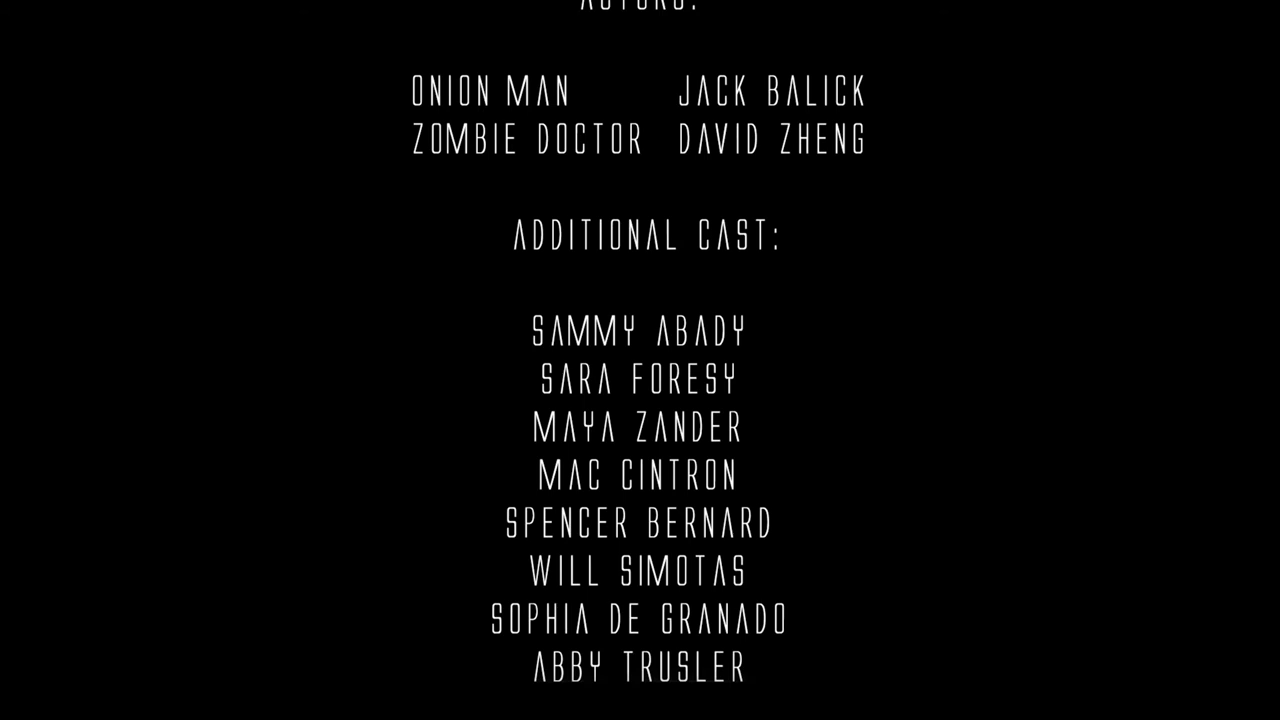 ACTORS:
ONION MAN JACK BALICK
ZOMBIE DOCTOR DAVID ZHENG
ADDITIONAL CAST:
SAMMY ABADY
SARA FORESY
MAYA ZANDER
MAC CINTRON
SPENCER BERNARD
WILL SIMOTAS
SOPHIA DE GRANADO
ABBY TRUSLER